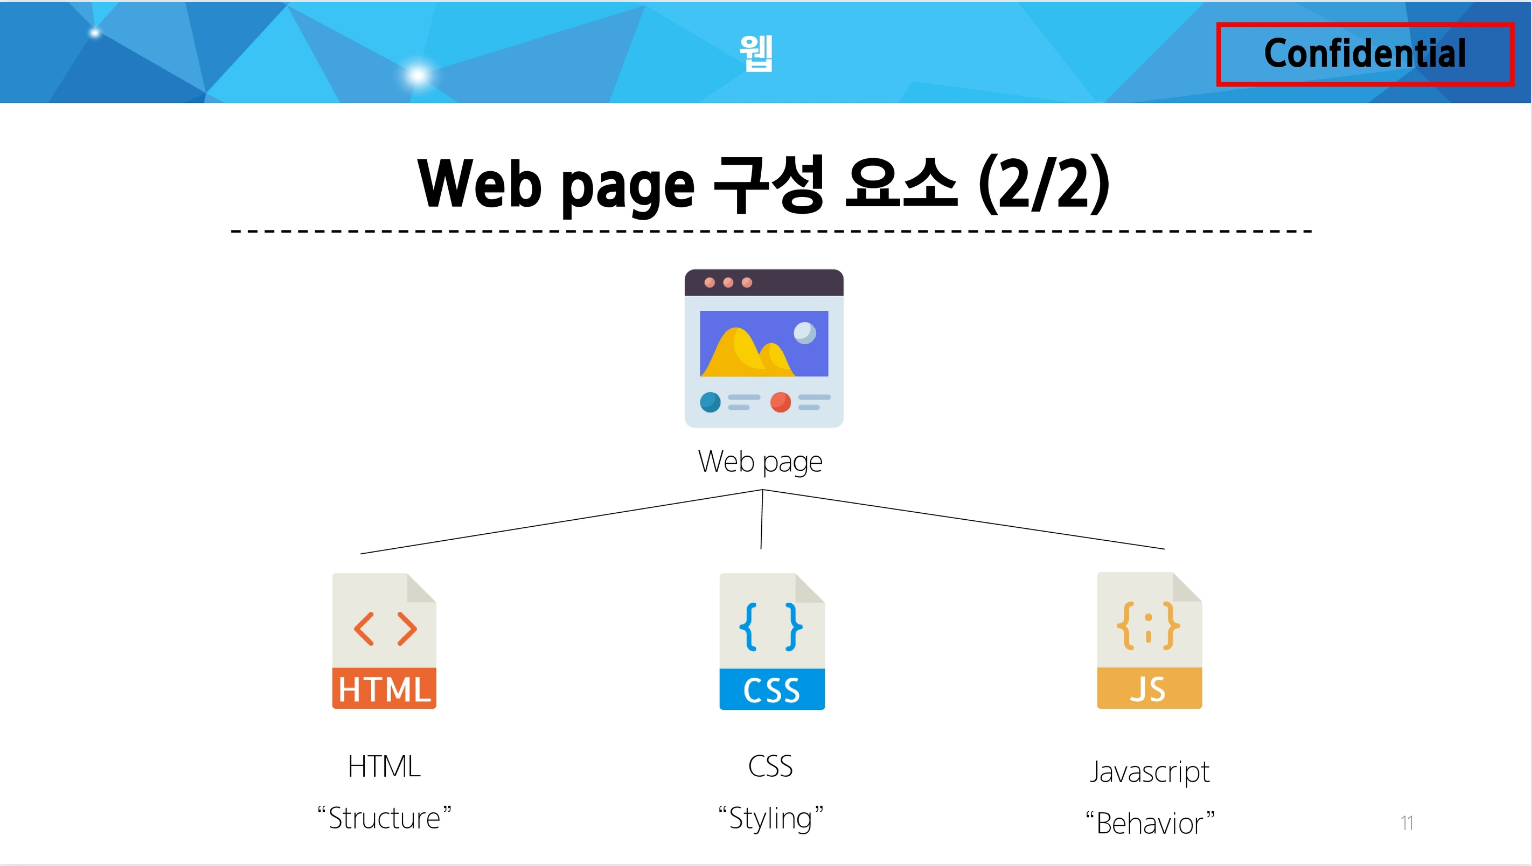 웹
Confidential
Web page 구성 요소 (2/2)
Web page
< >
HTML
{ }
CSS
{;}
JS
HTML
CSS
Javascript
“Structure”
“Styling”
“Behavior”
11